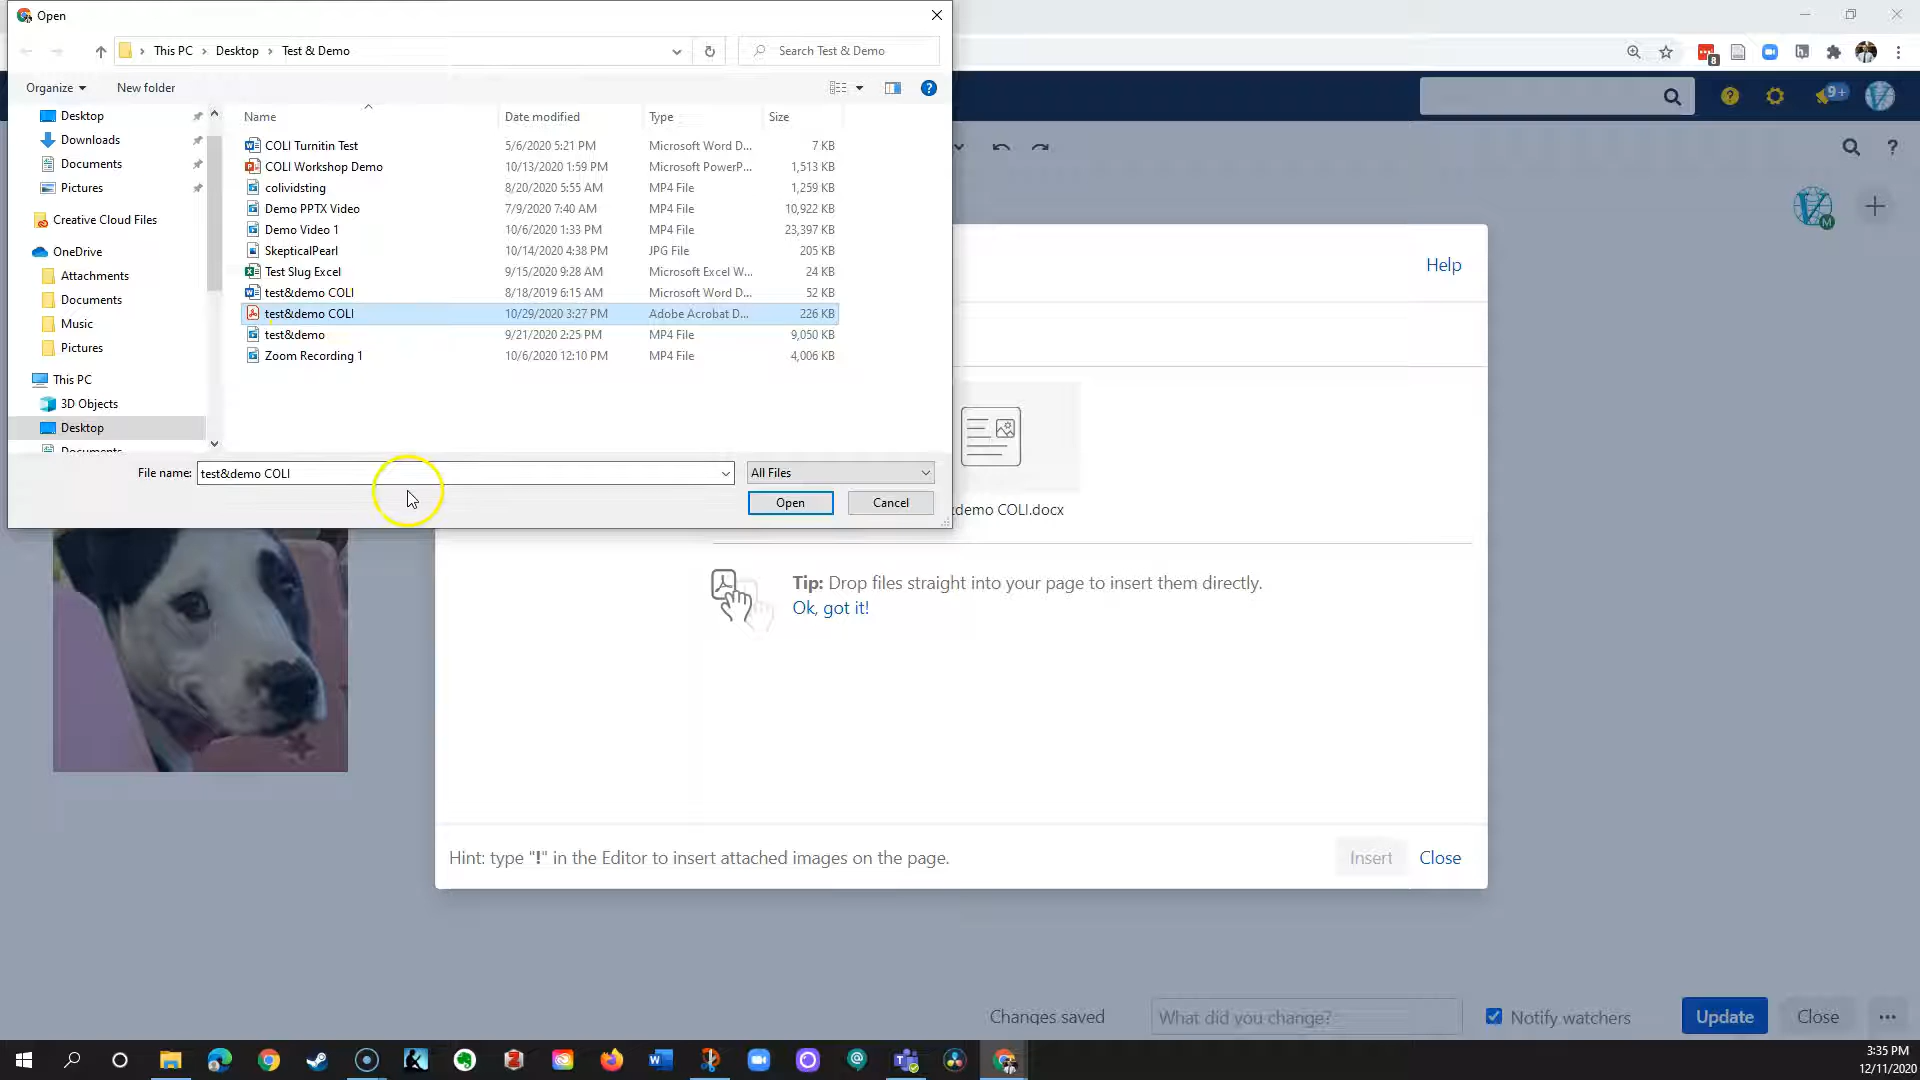 Open
This PC > Desktop > Test & Demo
Search Test & Demo
Organize
New folder
Desktop
Downloads
Documents
Pictures
Creative Cloud Files
OneDrive
Attachments
Documents
Music
Pictures
This PC
3D Objects
Desktop
Name Date modified Type Size
COLI Turnitin Test 5/6/2020 5:21 PM Microsoft Word D... 7 KB
COLI Workshop Demo 10/13/2020 1:59 PM Microsoft PowerP... 1,513 KB
colividsting 8/20/2020 5:55 AM MP4 File 1,259 KB
Demo PPTX Video 7/9/2020 7:40 AM MP4 File 10,922 KB
Demo Video 1 10/6/2020 1:33 PM MP4 File 23,397 KB
SkepticalPearl 10/14/2020 4:38 PM JPG File 205 KB
Test Slug Excel 9/15/2020 9:28 AM Microsoft Excel W... 24 KB
test&demo COLI 8/18/2019 6:15 AM Microsoft Word D... 52 KB
test&demo COLI 10/29/2020 3:27 PM Adobe Acrobat D... 226 KB
test&demo 9/21/2020 2:25 PM MP4 File 9,050 KB
Zoom Recording 1 10/6/2020 12:10 PM MP4 File 4,006 KB
File name: test&demo COLI
All Files
Open
Cancel
8
9+
M
Help
demo COLI.docx
Tip: Drop files straight into your page to insert them directly.
Ok, got it!
Hint: type "!" in the Editor to insert attached images on the page.
Insert
Close
Changes saved
What did you change?
Notify watchers
Update
Close
3:35 PM
12/11/2020